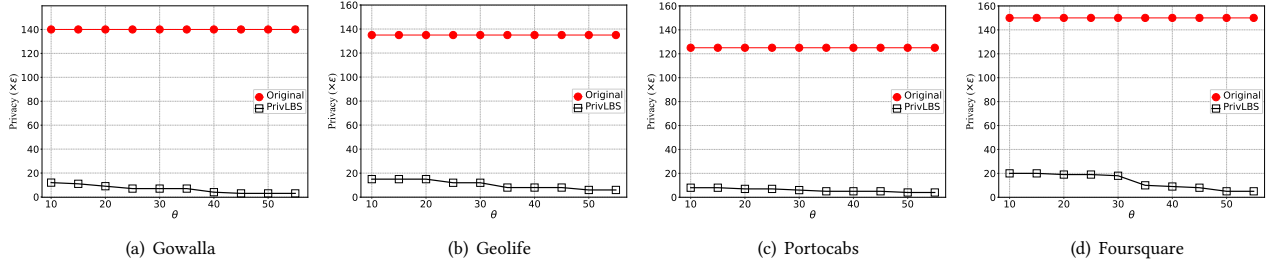 160
140
120
100
80
60
40
20
0
Privacy (×ε)
Original
PrivLBS
10 20 30 40 50
θ
(a) Gowalla
160
140
120
100
80
60
40
20
0
Privacy (×ε)
Original
PrivLBS
10 20 30 40 50
θ
(b) Geolife
160
140
120
100
80
60
40
20
0
Privacy (×ε)
Original
PrivLBS
10 20 30 40 50
θ
(c) Portocabs
160
140
120
100
80
60
40
20
0
Privacy (×ε)
Original
PrivLBS
10 20 30 40 50
θ
(d) Foursquare